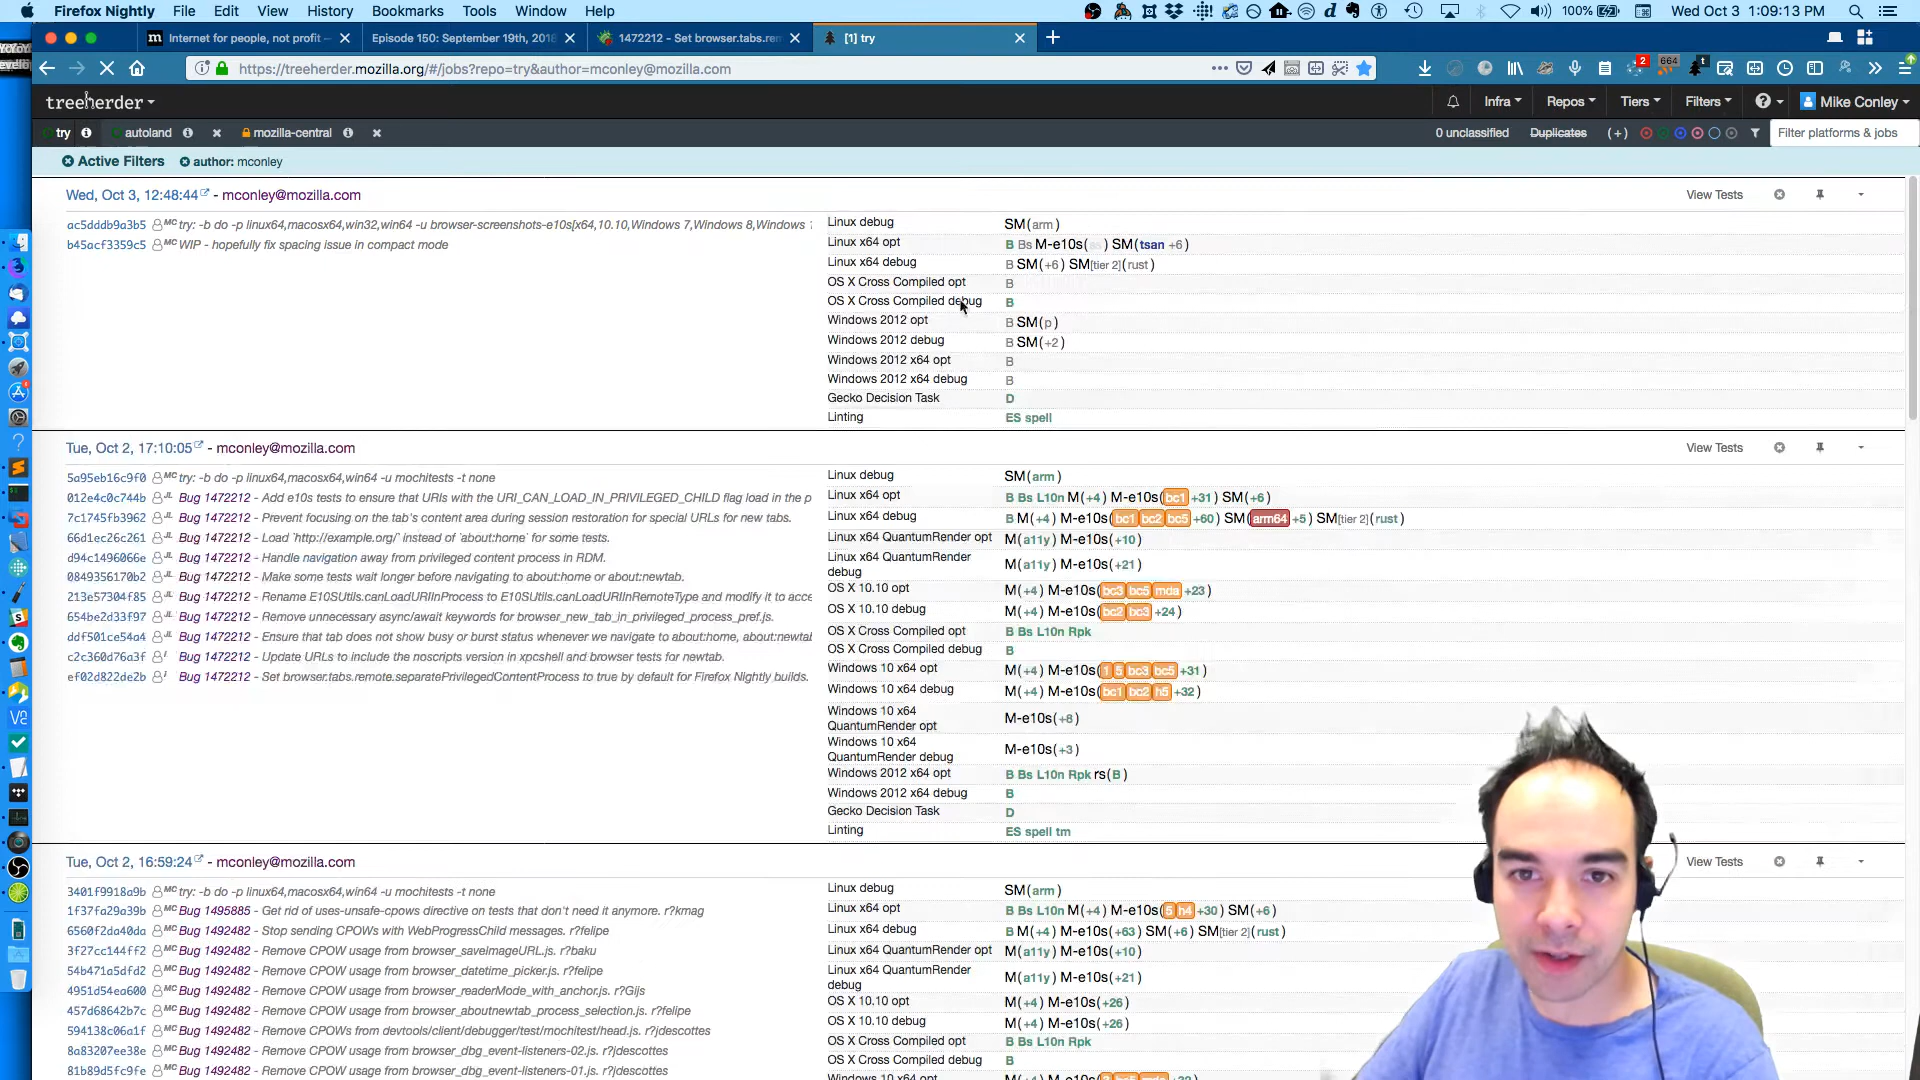 Firefox Nightly File Edit View History Bookmarks Tools Window Help 100% Wed Oct 3 1:09:13 PM
Internet for people, not profit — Episode 150: September 19th, 2018 1472212 - Set browser.tabs.rem [1] try
https://treeherder.mozilla.org/#/jobs?repo=try&author=mconley@mozilla.com 2 664
treeherder Infra Repos Tiers Filters Mike Conley
try autoland mozilla-central 0 unclassified Duplicates (+) Filter platforms & jobs
Active Filters author: mconley
Wed, Oct 3, 12:48:44 - mconley@mozilla.com View Tests
ac5dddb9a3b5 MC try: -b do -p linux64,macosx64,win32,win64 -u browser-screenshots-e10s[x64,10.10,Windows 7,Windows 8,Windows 1
b45acf3359c5 MC WIP - hopefully fix spacing issue in compact mode
Linux debug SM(arm)
Linux x64 opt B Bs M-e10s( ) SM(tsan +6)
Linux x64 debug B SM(+6) SM[tier 2](rust)
OS X Cross Compiled opt B
OS X Cross Compiled debug B
Windows 2012 opt B SM(p)
Windows 2012 debug B SM(+2)
Windows 2012 x64 opt B
Windows 2012 x64 debug B
Gecko Decision Task D
Linting ES spell
Tue, Oct 2, 17:10:05 - mconley@mozilla.com View Tests
5a95eb16c9f0 MC try: -b do -p linux64,macosx64,win64 -u mochitests -t none
012e4c0c744b JL Bug 1472212 - Add e10s tests to ensure that URIs with the URI_CAN_LOAD_IN_PRIVILEGED_CHILD flag load in the p
7c1745fb3962 JL Bug 1472212 - Prevent focusing on the tab's content area during session restoration for special URLs for new tabs.
66d1ec26c261 JL Bug 1472212 - Load `http://example.org/` instead of `about:home` for some tests.
d94c1496066e JL Bug 1472212 - Handle navigation away from privileged content process in RDM.
0849356170b2 JL Bug 1472212 - Make some tests wait longer before navigating to about:home or about:newtab.
213e57304f85 JL Bug 1472212 - Rename E10SUtils.canLoadURIInProcess to E10SUtils.canLoadURIInRemoteType and modify it to acce
654be2d33f97 JL Bug 1472212 - Remove unnecessary async/await keywords for browser_new_tab_in_privileged_process_pref.js.
ddf501ce54a4 JL Bug 1472212 - Ensure that tab does not show busy or burst status whenever we navigate to about:home, about:newtab
c2c360d76a3f Bug 1472212 - Update URLs to include the noscripts version in xpcshell and browser tests for newtab.
ef02d822de2b Bug 1472212 - Set browser.tabs.remote.separatePrivilegedContentProcess to true by default for Firefox Nightly builds.
Linux debug SM(arm)
Linux x64 opt B Bs L10n M(+4) M-e10s(bc1 +31) SM(+6)
Linux x64 debug B M(+4) M-e10s(bc1 bc2 bc5 +60) SM(arm64 +5) SM[tier 2](rust)
Linux x64 QuantumRender opt M(a11y) M-e10s(+10)
Linux x64 QuantumRender debug M(a11y) M-e10s(+21)
OS X 10.10 opt M(+4) M-e10s(bc3 bc5 mda +23)
OS X 10.10 debug M(+4) M-e10s(bc2 bc3 +24)
OS X Cross Compiled opt B Bs L10n Rpk
OS X Cross Compiled debug B
Windows 10 x64 opt M(+4) M-e10s(1 5 bc3 bc5 +31)
Windows 10 x64 debug M(+4) M-e10s(bc1 bc2 h5 +32)
Windows 10 x64 QuantumRender opt M-e10s(+8)
Windows 10 x64 QuantumRender debug M-e10s(+3)
Windows 2012 x64 opt B Bs L10n Rpk rs(B)
Windows 2012 x64 debug B
Gecko Decision Task D
Linting ES spell tm
Tue, Oct 2, 16:59:24 - mconley@mozilla.com View Tests
3401f9918a9b MC try: -b do -p linux64,macosx64,win64 -u mochitests -t none
1f37fa29a39b MC Bug 1495885 - Get rid of uses-unsafe-cpows directive on tests that don't need it anymore. r?kmag
6560f2da40da MC Bug 1492482 - Stop sending CPOWs with WebProgressChild messages. r?felipe
3f27cc144ff2 MC Bug 1492482 - Remove CPOW usage from browser_saveImageURL.js. r?baku
54b471a5dfd2 MC Bug 1492482 - Remove CPOW usage from browser_datetime_picker.js. r?felipe
4951d54ea600 MC Bug 1492482 - Remove CPOW usage from browser_readerMode_with_anchor.js. r?Gijs
457d68642b7c MC Bug 1492482 - Remove CPOW usage from browser_aboutnewtab_process_selection.js. r?felipe
594138c06a1f MC Bug 1492482 - Remove CPOWs from devtools/client/debugger/test/mochitest/head.js. r?jdescottes
8a83207ee38e MC Bug 1492482 - Remove CPOW usage from browser_dbg_event-listeners-02.js. r?jdescottes
81b89d5fc9fe MC Bug 1492482 - Remove CPOW usage from browser_dbg_event-listeners-01.js. r?jdescottes
Linux debug SM(arm)
Linux x64 opt B Bs L10n M(+4) M-e10s(5 h4 +30) SM(+6)
Linux x64 debug B M(+4) M-e10s(+63) SM(+6) SM[tier 2](rust)
Linux x64 QuantumRender opt M(a11y) M-e10s(+10)
Linux x64 QuantumRender debug M(a11y) M-e10s(+21)
OS X 10.10 opt M(+4) M-e10s(+26)
OS X 10.10 debug M(+4) M-e10s(+26)
OS X Cross Compiled opt B Bs L10n Rpk
OS X Cross Compiled debug B
Windows 10 x64 opt